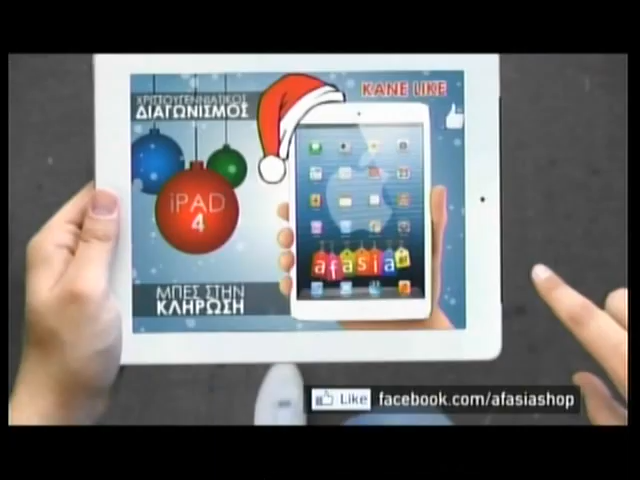 ΧΡΙΣΤΟΥΓΕΝΝΙΑΤΙΚΟΣ
ΔΙΑΓΩΝΙΣΜΟΣ
ΚΑΝΕ LIKE
iPAD
4
afasia
ΜΠΕΣ ΣΤΗΝ
ΚΛΗΡΩΣΗ
Like facebook.com/afasiashop